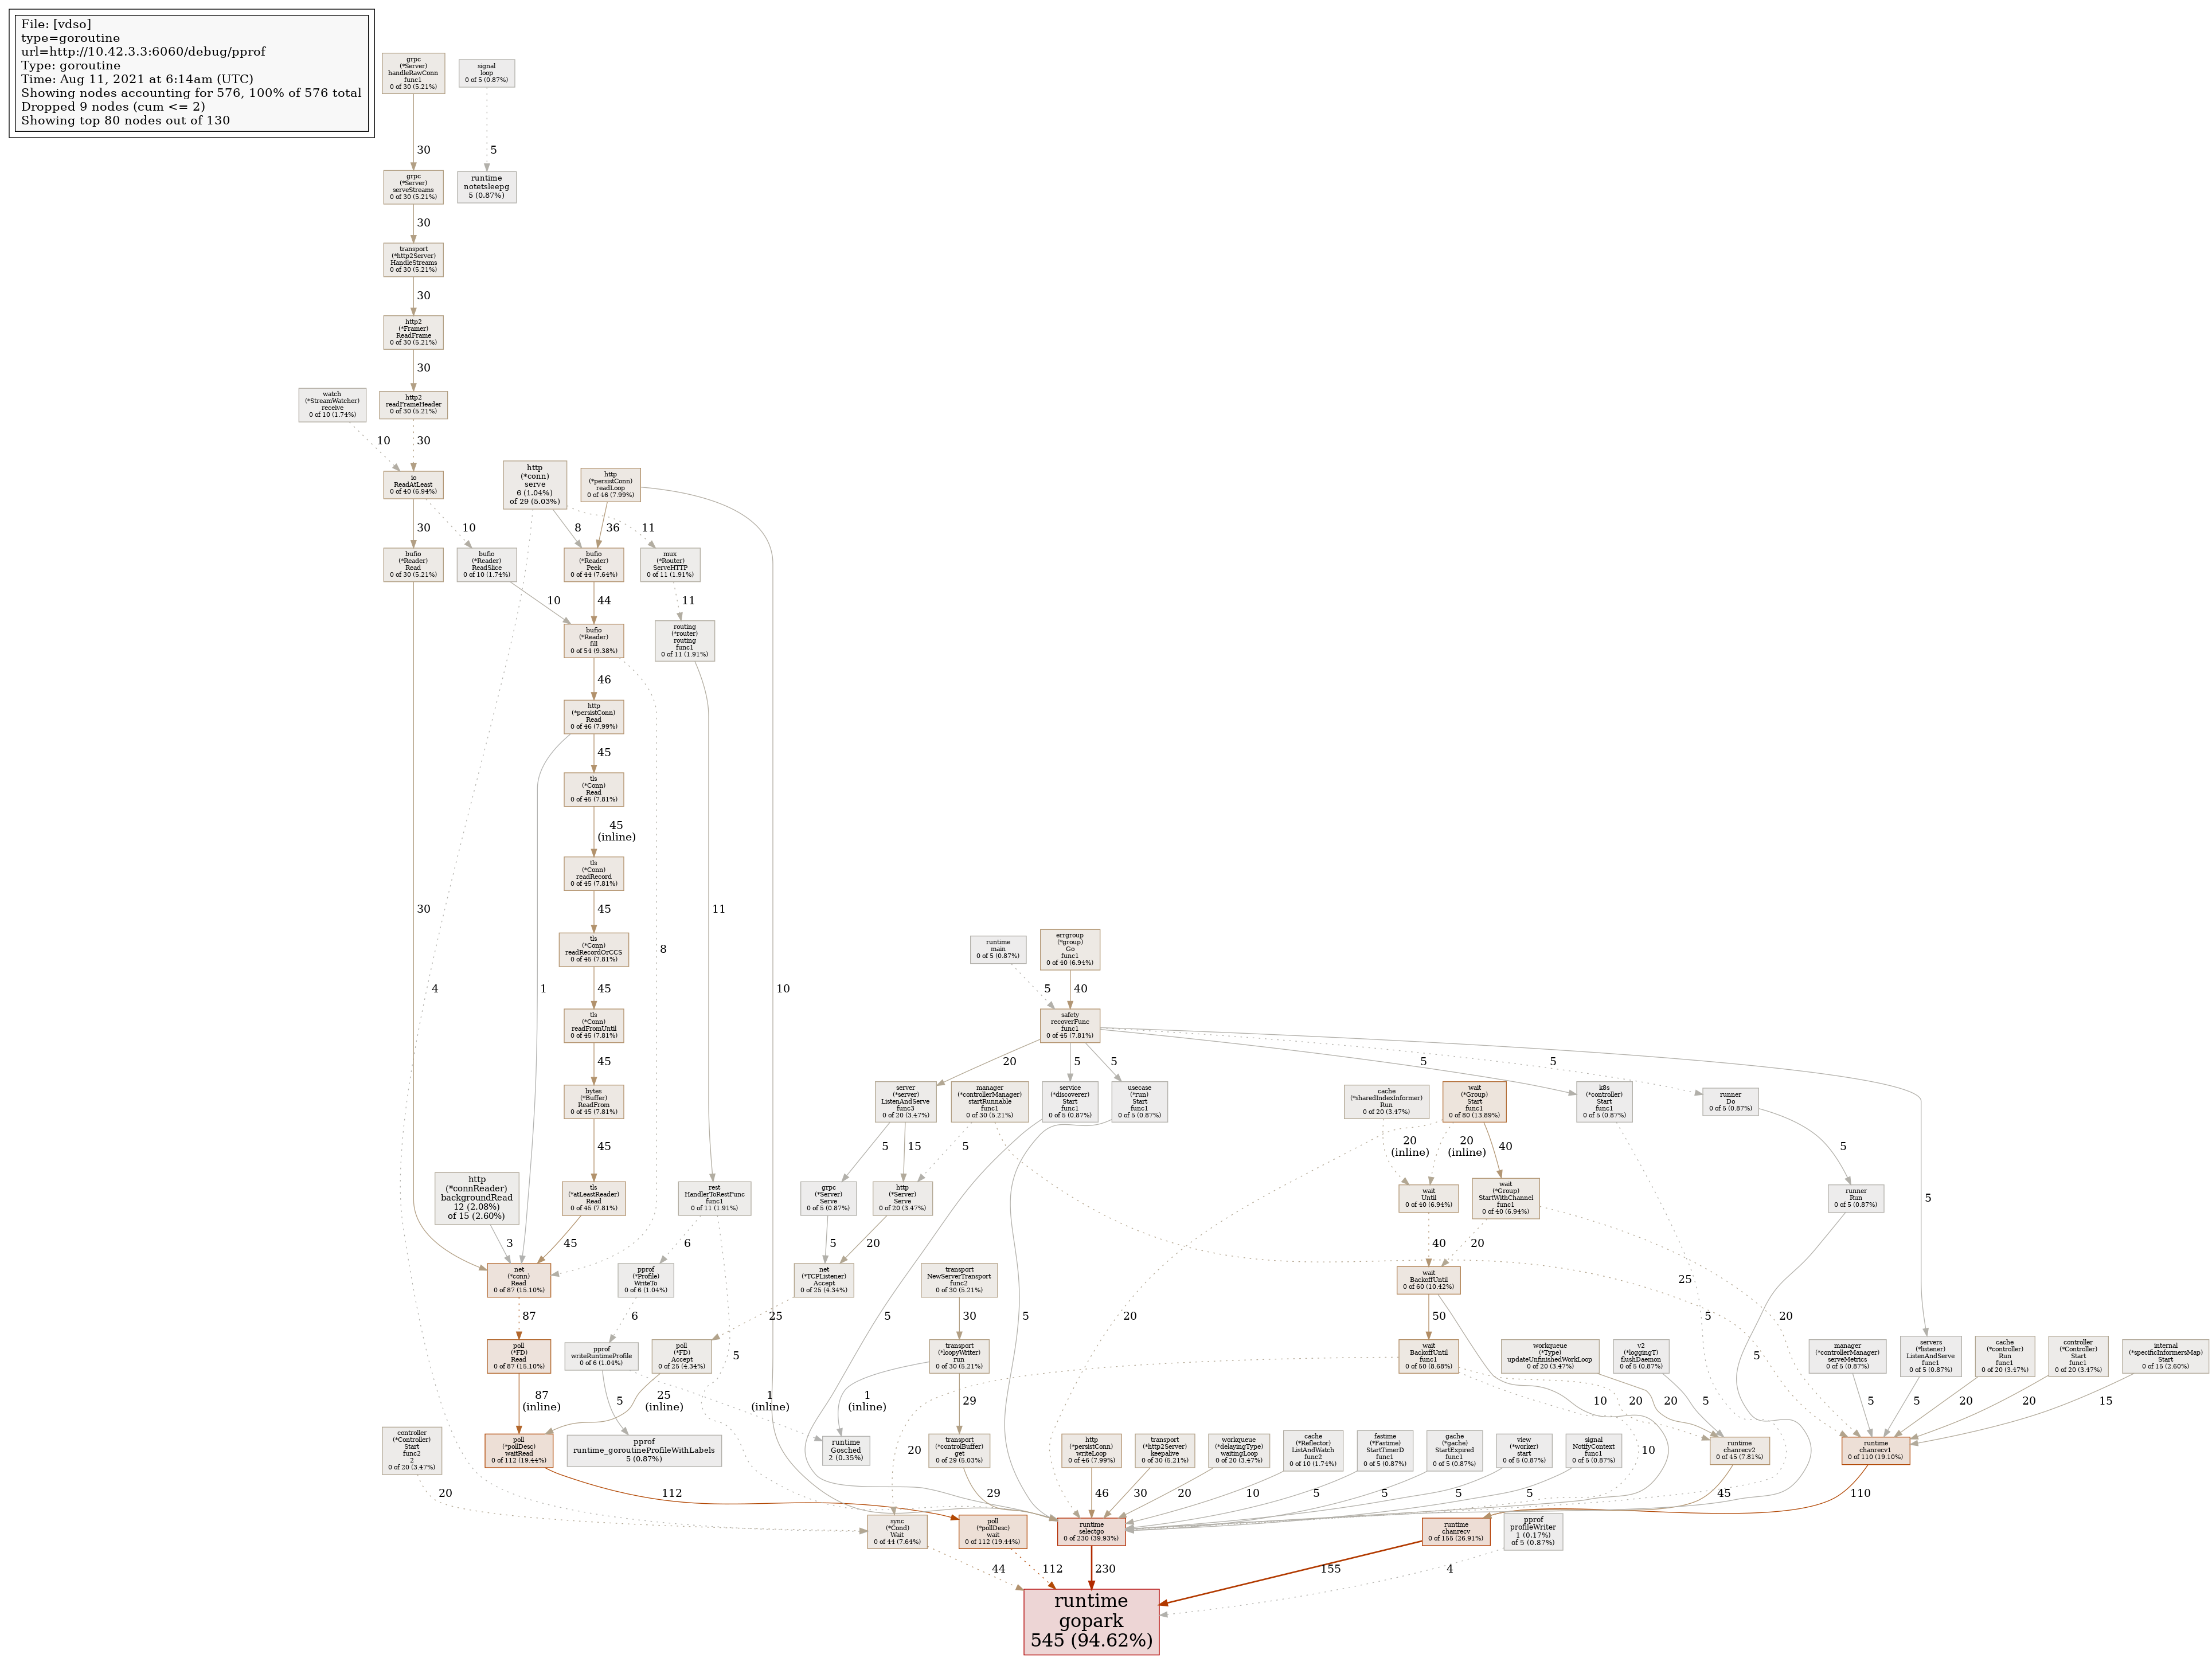 File: [vdso]
type=goroutine
url=http://10.42.3.3:6060/debug/pprof
Type: goroutine
Time: Aug 11, 2021 at 6:14am (UTC)
Showing nodes accounting for 576, 100% of 576 total
Dropped 9 nodes (cum <= 2)
Showing top 80 nodes out of 130
grpc
(*Server)
handleRawConn
func1
0 of 30 (5.21%)
signal
loop
0 of 5 (0.87%)
30
5
grpc
(*Server)
serveStreams
0 of 30 (5.21%)
runtime
notetsleepg
5 (0.87%)
30
transport
(*http2Server)
HandleStreams
0 of 30 (5.21%)
30
http2
(*Framer)
ReadFrame
0 of 30 (5.21%)
30
watch
(*StreamWatcher)
receive
0 of 10 (1.74%)
http2
readFrameHeader
0 of 30 (5.21%)
10
30
io
ReadAtLeast
0 of 40 (6.94%)
http
(*conn)
serve
6 (1.04%)
of 29 (5.03%)
http
(*persistConn)
readLoop
0 of 46 (7.99%)
30
10
8
36
11
bufio
(*Reader)
Read
0 of 30 (5.21%)
bufio
(*Reader)
ReadSlice
0 of 10 (1.74%)
bufio
(*Reader)
Peek
0 of 44 (7.64%)
mux
(*Router)
ServeHTTP
0 of 11 (1.91%)
10
44
11
bufio
(*Reader)
fill
0 of 54 (9.38%)
routing
(*router)
routing
func1
0 of 11 (1.91%)
46
http
(*persistConn)
Read
0 of 46 (7.99%)
45
tls
(*Conn)
Read
0 of 45 (7.81%)
45
(inline)
tls
(*Conn)
readRecord
0 of 45 (7.81%)
30
45
11
tls
(*Conn)
readRecordOrCCS
0 of 45 (7.81%)
8
runtime
main
0 of 5 (0.87%)
errgroup
(*group)
Go
func1
0 of 40 (6.94%)
4
1
45
10
5
40
tls
(*Conn)
readFromUntil
0 of 45 (7.81%)
safety
recoverFunc
func1
0 of 45 (7.81%)
45
20
5
5
5
5
bytes
(*Buffer)
ReadFrom
0 of 45 (7.81%)
server
(*server)
ListenAndServe
func3
0 of 20 (3.47%)
manager
(*controllerManager)
startRunnable
func1
0 of 30 (5.21%)
service
(*discoverer)
Start
func1
0 of 5 (0.87%)
usecase
(*run)
Start
func1
0 of 5 (0.87%)
cache
(*sharedIndexInformer)
Run
0 of 20 (3.47%)
wait
(*Group)
Start
func1
0 of 80 (13.89%)
k8s
(*controller)
Start
func1
0 of 5 (0.87%)
runner
Do
0 of 5 (0.87%)
45
5
15
5
20
(inline)
20
(inline)
40
5
http
(*connReader)
backgroundRead
12 (2.08%)
of 15 (2.60%)
tls
(*atLeastReader)
Read
0 of 45 (7.81%)
rest
HandlerToRestFunc
func1
0 of 11 (1.91%)
grpc
(*Server)
Serve
0 of 5 (0.87%)
http
(*Server)
Serve
0 of 20 (3.47%)
wait
Until
0 of 40 (6.94%)
wait
(*Group)
StartWithChannel
func1
0 of 40 (6.94%)
runner
Run
0 of 5 (0.87%)
5
3
45
6
5
20
40
20
net
(*conn)
Read
0 of 87 (15.10%)
pprof
(*Profile)
WriteTo
0 of 6 (1.04%)
net
(*TCPListener)
Accept
0 of 25 (4.34%)
transport
NewServerTransport
func2
0 of 30 (5.21%)
wait
BackoffUntil
0 of 60 (10.42%)
25
87
6
25
30
5
5
20
50
5
20
poll
(*FD)
Read
0 of 87 (15.10%)
pprof
writeRuntimeProfile
0 of 6 (1.04%)
poll
(*FD)
Accept
0 of 25 (4.34%)
5
transport
(*loopyWriter)
run
0 of 30 (5.21%)
wait
BackoffUntil
func1
0 of 50 (8.68%)
workqueue
(*Type)
updateUnfinishedWorkLoop
0 of 20 (3.47%)
v2
(*loggingT)
flushDaemon
0 of 5 (0.87%)
5
manager
(*controllerManager)
serveMetrics
0 of 5 (0.87%)
servers
(*listener)
ListenAndServe
func1
0 of 5 (0.87%)
cache
(*controller)
Run
func1
0 of 20 (3.47%)
controller
(*Controller)
Start
func1
0 of 20 (3.47%)
internal
(*specificInformersMap)
Start
0 of 15 (2.60%)
87
(inline)
5
25
(inline)
1
(inline)
1
(inline)
29
10
20
20
5
5
5
20
20
15
controller
(*Controller)
Start
func2
2
0 of 20 (3.47%)
poll
(*pollDesc)
waitRead
0 of 112 (19.44%)
pprof
runtime_goroutineProfileWithLabels
5 (0.87%)
runtime
Gosched
2 (0.35%)
20
transport
(*controlBuffer)
get
0 of 29 (5.03%)
http
(*persistConn)
writeLoop
0 of 46 (7.99%)
transport
(*http2Server)
keepalive
0 of 30 (5.21%)
workqueue
(*delayingType)
waitingLoop
0 of 20 (3.47%)
cache
(*Reflector)
ListAndWatch
func2
0 of 10 (1.74%)
fastime
(*Fastime)
StartTimerD
func1
0 of 5 (0.87%)
gache
(*gache)
StartExpired
func1
0 of 5 (0.87%)
view
(*worker)
start
0 of 5 (0.87%)
signal
NotifyContext
func1
0 of 5 (0.87%)
10
runtime
chanrecv2
0 of 45 (7.81%)
runtime
chanrecv1
0 of 110 (19.10%)
20
112
29
46
30
20
10
5
5
5
5
45
110
sync
(*Cond)
Wait
0 of 44 (7.64%)
poll
(*pollDesc)
wait
0 of 112 (19.44%)
runtime
selectgo
0 of 230 (39.93%)
runtime
chanrecv
0 of 155 (26.91%)
pprof
profileWriter
1 (0.17%)
of 5 (0.87%)
44
112
230
155
4
runtime
gopark
545 (94.62%)